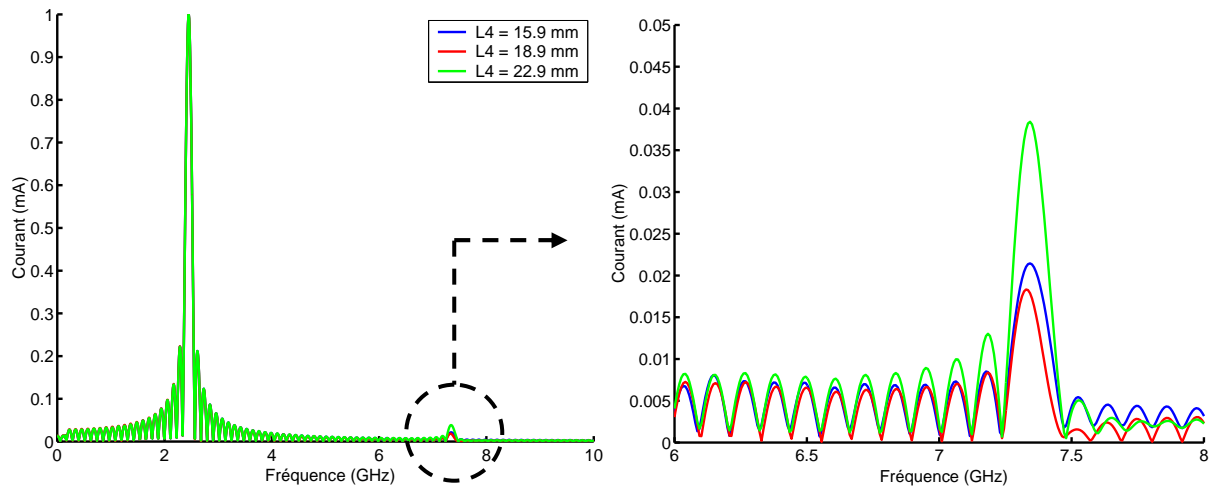 1
0.9
0.8
0.7
0.6
0.5
0.4
0.3
0.2
0.1
0
Courant (mA)
0 2 4 6 8 10
Fréquence (GHz)
L4 = 15.9 mm
L4 = 18.9 mm
L4 = 22.9 mm
0.05
0.045
0.04
0.035
0.03
0.025
0.02
0.015
0.01
0.005
0
Courant (mA)
6 6.5 7 7.5 8
Fréquence (GHz)